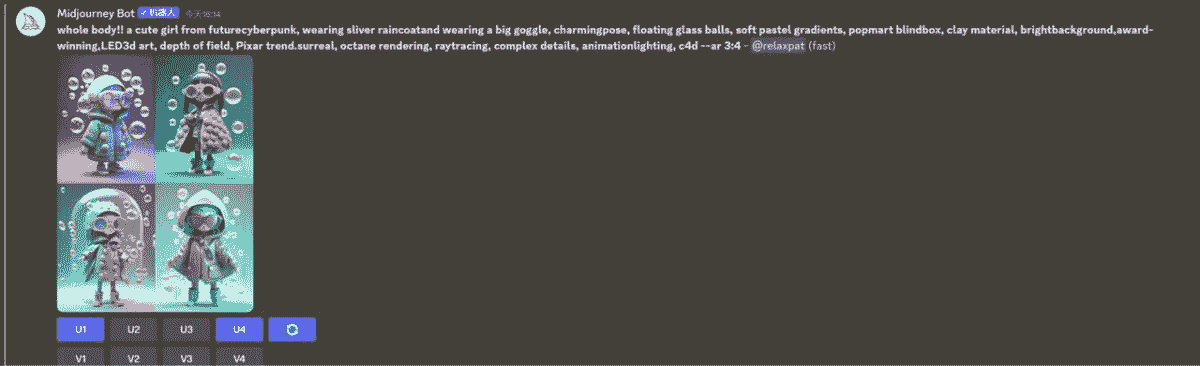 Midjourney Bot ✓机器人 今天16:14
whole body!! a cute girl from futurecyberpunk, wearing sliver raincoatand wearing a big goggle, charmingpose, floating glass balls, soft pastel gradients, popmart blindbox, clay material, brightbackground,award-
winning,LED3d art, depth of field, Pixar trend.surreal, octane rendering, raytracing, complex details, animationlighting, c4d --ar 3:4 - @relaxpat (fast)
U1 U2 U3 U4
V1 V2 V3 V4